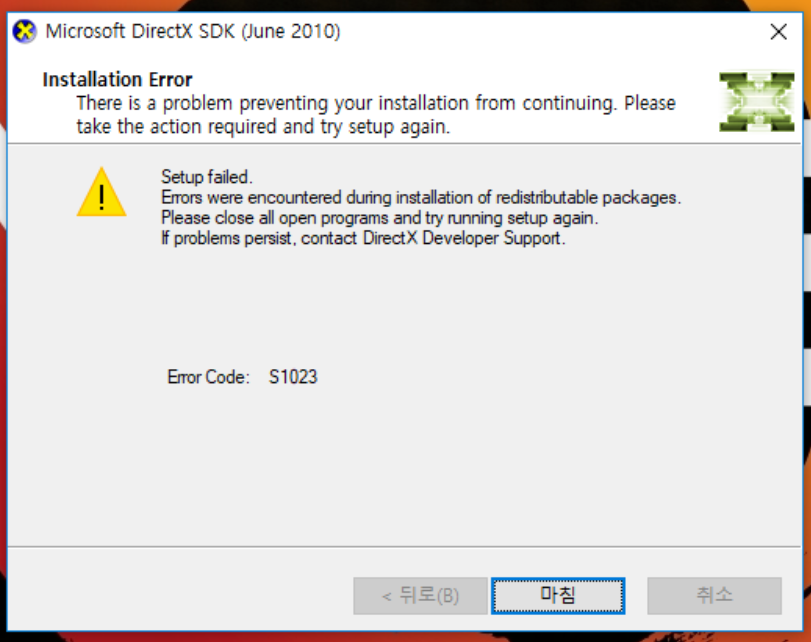 Microsoft DirectX SDK (June 2010)
Installation Error
There is a problem preventing your installation from continuing. Please
take the action required and try setup again.
Setup failed.
Errors were encountered during installation of redistributable packages.
Please close all open programs and try running setup again.
If problems persist, contact DirectX Developer Support.
Error Code: S1023
< 뒤로(B)
마침
취소